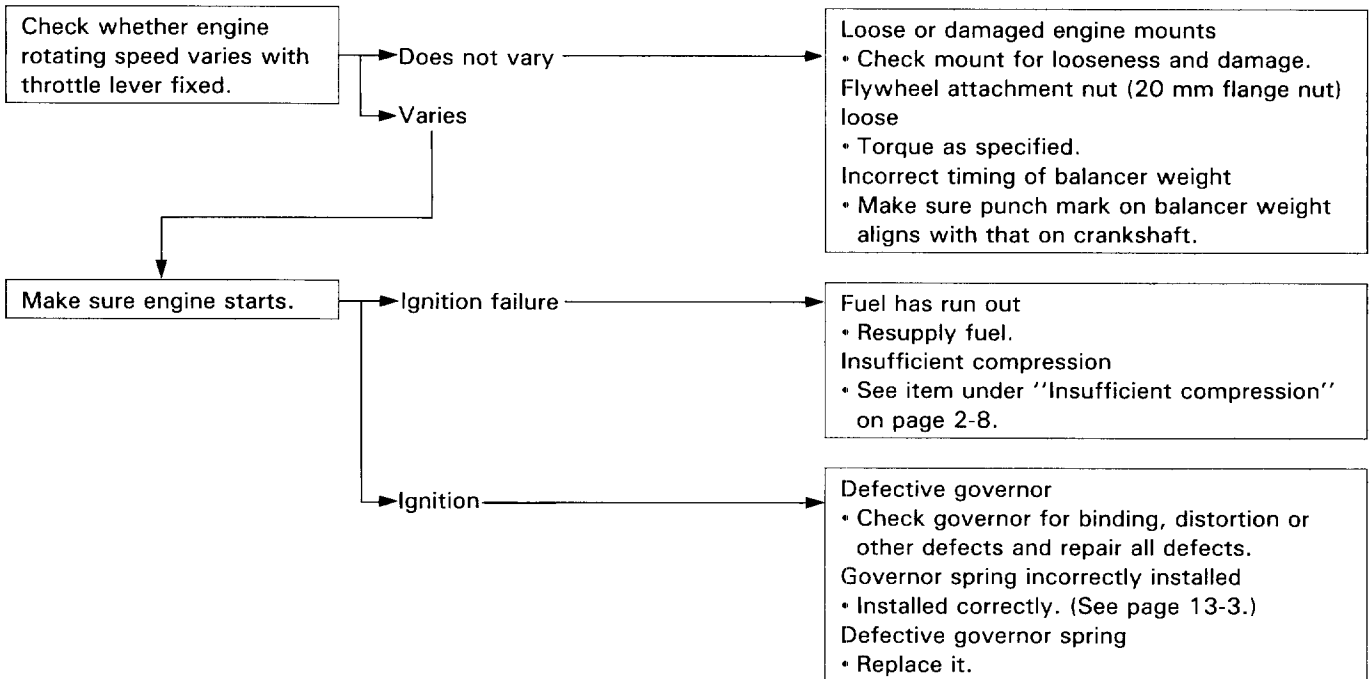 Check whether engine
rotating speed varies with
throttle lever fixed.
Does not vary
Varies
Loose or damaged engine mounts
• Check mount for looseness and damage.
Flywheel attachment nut (20 mm flange nut)
loose
• Torque as specified.
Incorrect timing of balancer weight
• Make sure punch mark on balancer weight
aligns with that on crankshaft.
Make sure engine starts.
Ignition failure
Fuel has run out
• Resupply fuel.
Insufficient compression
• See item under ''Insufficient compression''
on page 2-8.
Ignition
Defective governor
• Check governor for binding, distortion or
other defects and repair all defects.
Governor spring incorrectly installed
• Installed correctly. (See page 13-3.)
Defective governor spring
• Replace it.